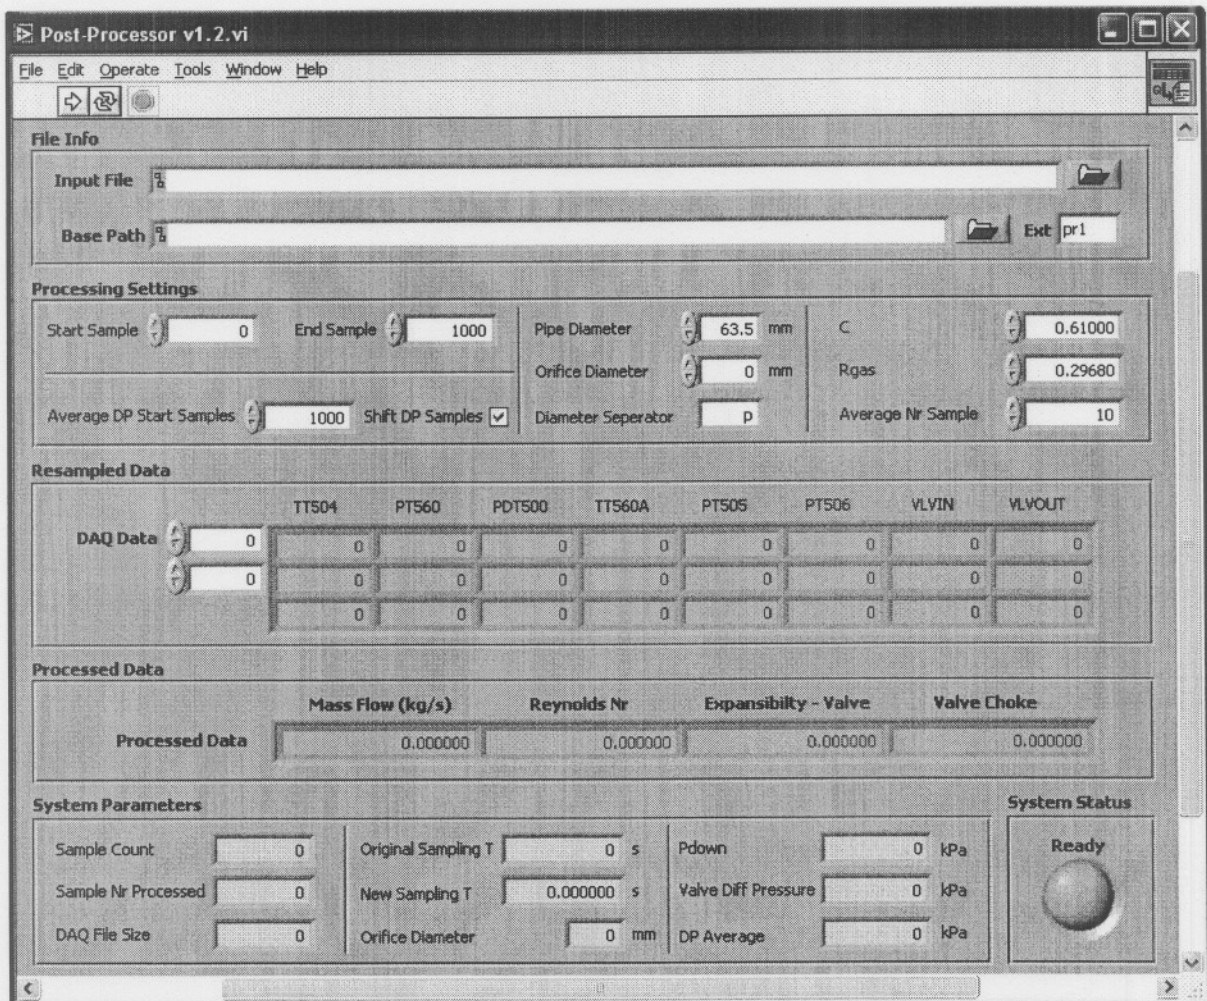 Post-Processor v1.2.vi
File Edit Operate Tools Window Help
File Info
Input File
Base Path Ext pr1
Processing Settings
Start Sample 0 End Sample 1000 Pipe Diameter 63.5 mm C 0.61000
Orifice Diameter 0 mm Rgas 0.29680
Average DP Start Samples 1000 Shift DP Samples Diameter Seperator p Average Nr Sample 10
Resampled Data
TT504 PT560 PDT500 TT560A PT505 PT506 VLVIN VLVOUT
DAQ Data 0 0 0 0 0 0 0 0 0
0 0 0 0 0 0 0 0 0
0 0 0 0 0 0 0 0
Processed Data
Mass Flow (kg/s) Reynolds Nr Expansibilty - Valve Valve Choke
Processed Data 0.000000 0.000000 0.000000 0.000000
System Parameters System Status
Sample Count 0 Original Sampling T 0 s Pdown 0 kPa Ready
Sample Nr Processed 0 New Sampling T 0.000000 s Valve Diff Pressure 0 kPa
DAQ File Size 0 Orifice Diameter 0 mm DP Average 0 kPa